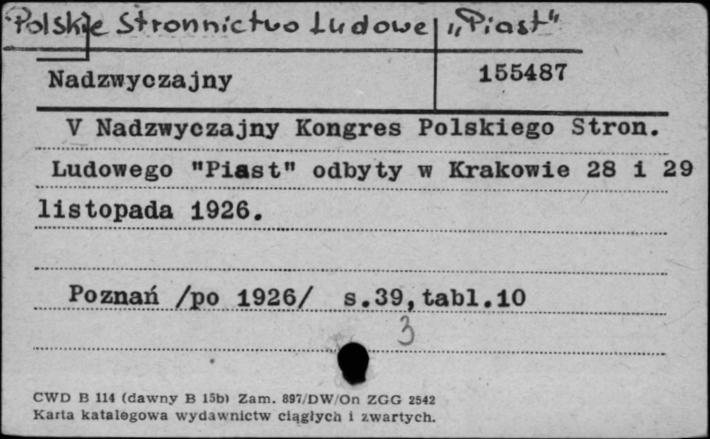 Polskie Stronnictwo Ludowe „Piast"
Nadzwyczajny 155487
V Nadzwyczajny Kongres Polskiego Stron.
Ludowego "Piast" odbyty w Krakowie 28 i 29
listopada 1926.
Poznań /po 1926/ s.39,tabl.10
3
CWD B 114 (dawny B 15b) Zam. 897/DW/On ZGG 2542
Karta katalogowa wydawnictw ciągłych i zwartych.